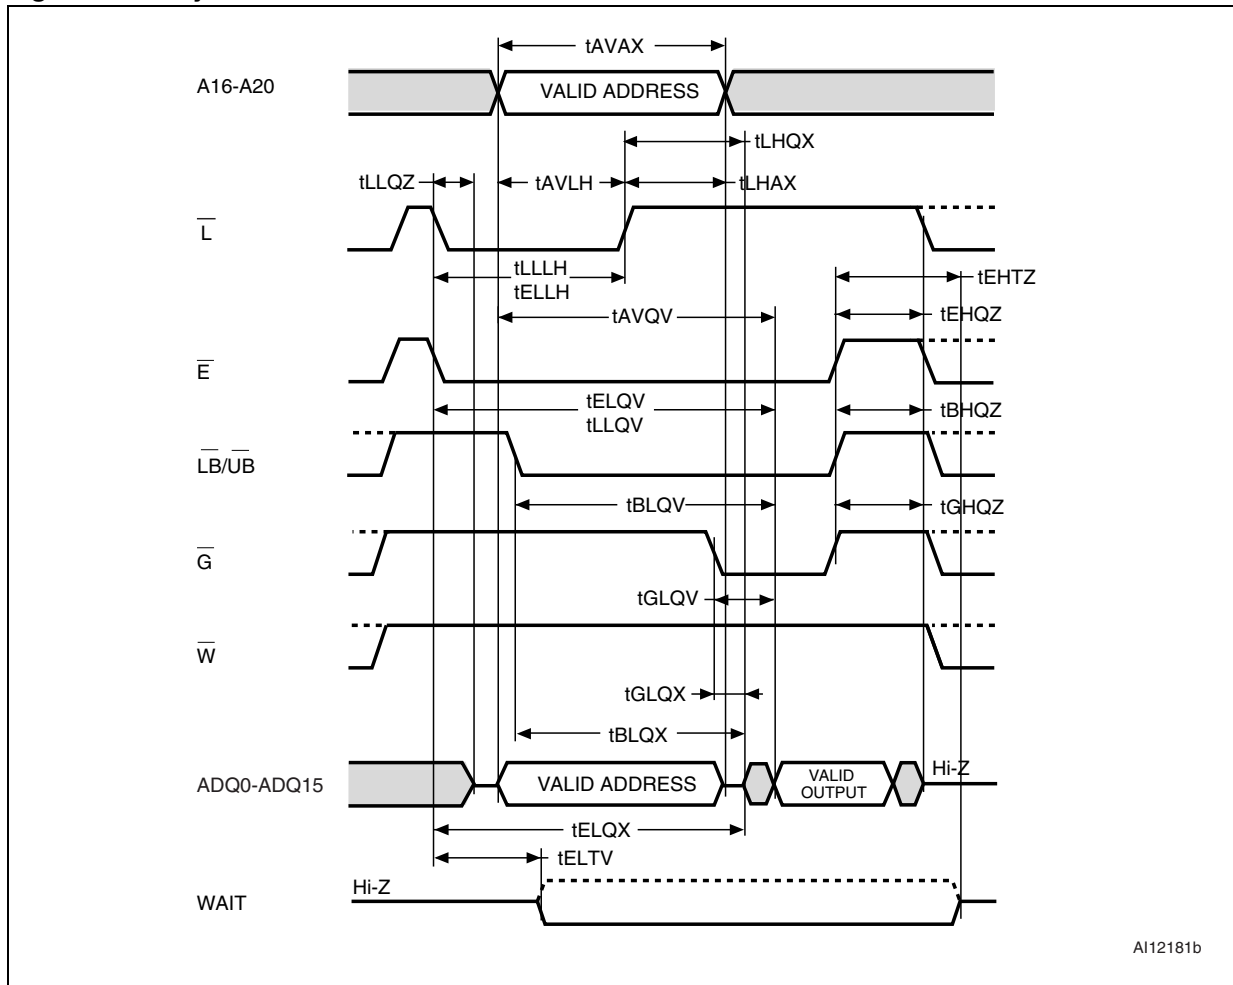 tAVAX
A16-A20
VALID ADDRESS
tLHQX
tLLQZ
tAVLH
tLHAX
L
tLLLH
tELLH
tEHTZ
tAVQV
tEHQZ
E
tELQV
tLLQV
tBHQZ
LB/UB
tBLQV
tGHQZ
G
tGLQV
W
tGLQX
tBLQX
ADQ0-ADQ15
VALID ADDRESS
VALID
OUTPUT
Hi-Z
tELQX
tELTV
Hi-Z
WAIT
AI12181b